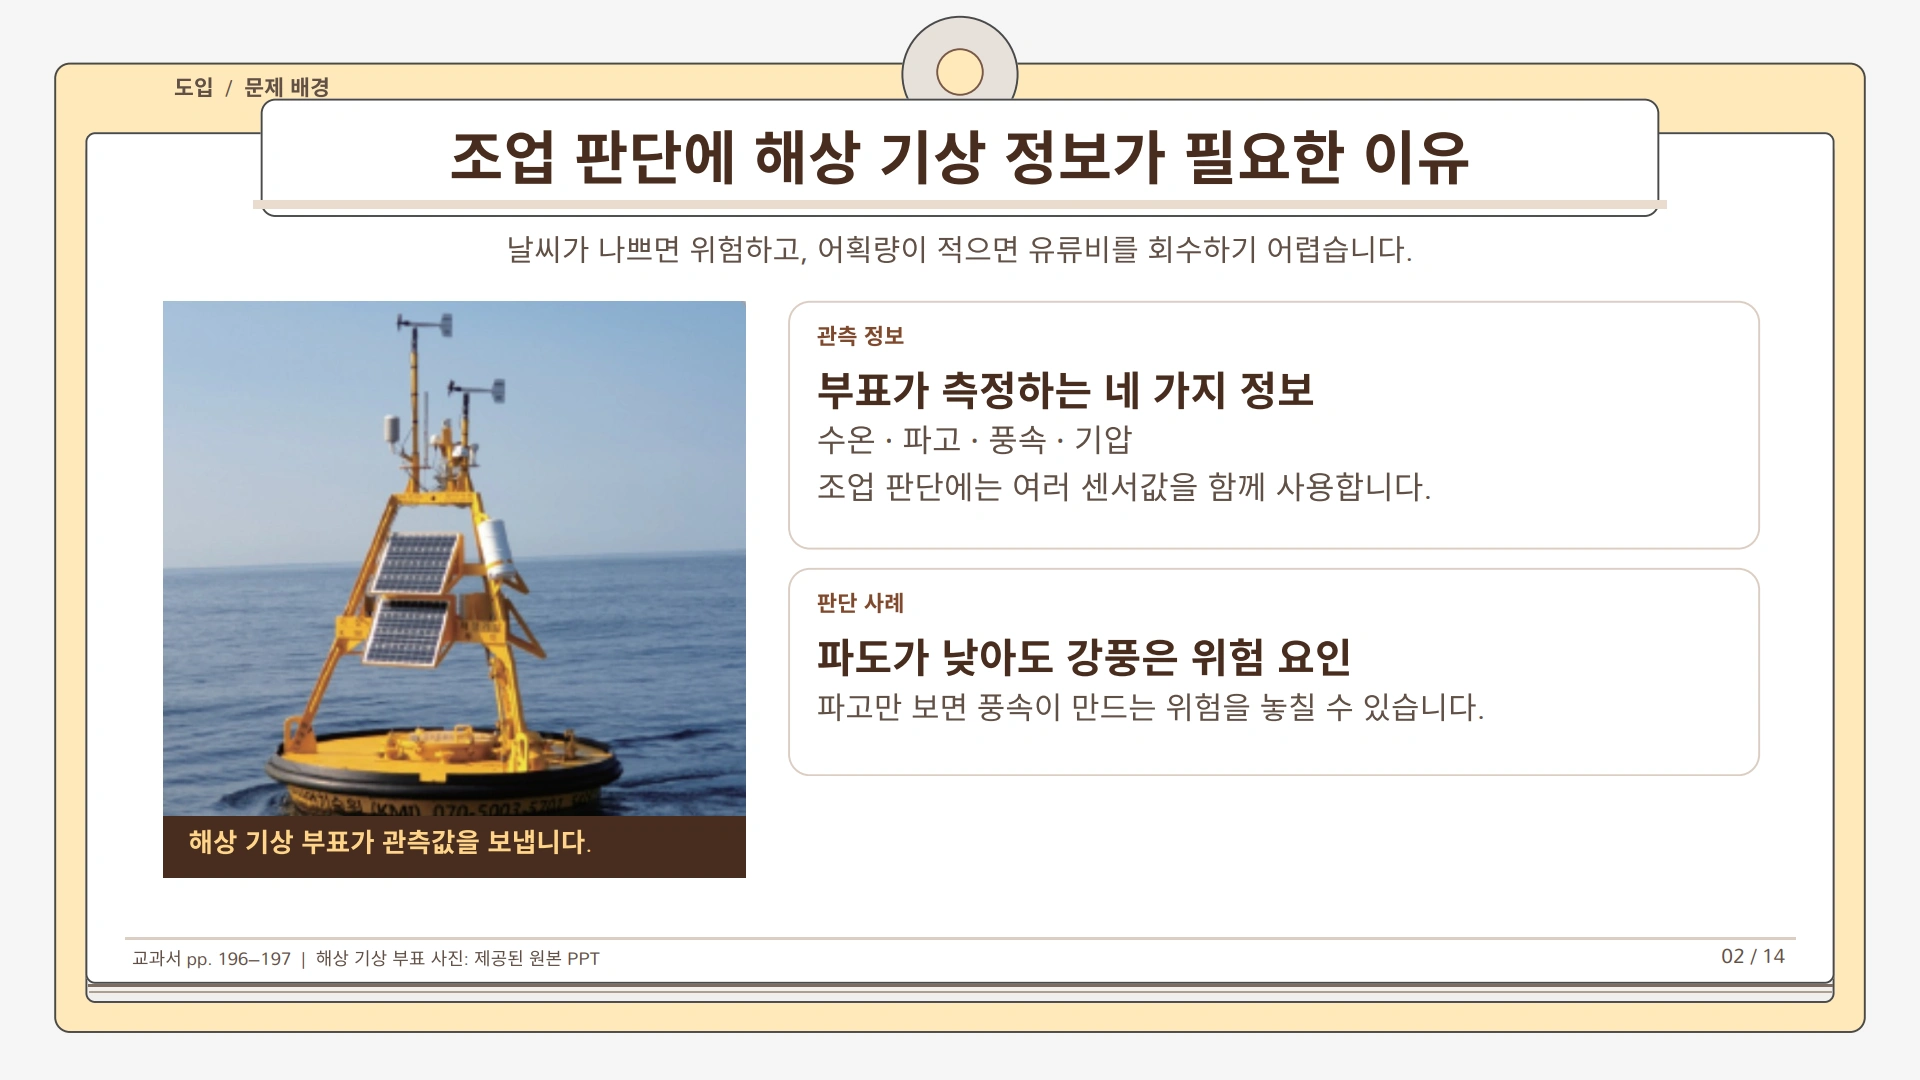 도입 / 문제 배경
조업 판단에 해상 기상 정보가 필요한 이유
날씨가 나쁘면 위험하고, 어획량이 적으면 유류비를 회수하기 어렵습니다.
(KMI) 070-5003-5701
해상 기상 부표가 관측값을 보냅니다.
관측 정보
부표가 측정하는 네 가지 정보
수온 · 파고 · 풍속 · 기압
조업 판단에는 여러 센서값을 함께 사용합니다.
판단 사례
파도가 낮아도 강풍은 위험 요인
파고만 보면 풍속이 만드는 위험을 놓칠 수 있습니다.
교과서 pp. 196–197 | 해상 기상 부표 사진: 제공된 원본 PPT
02 / 14